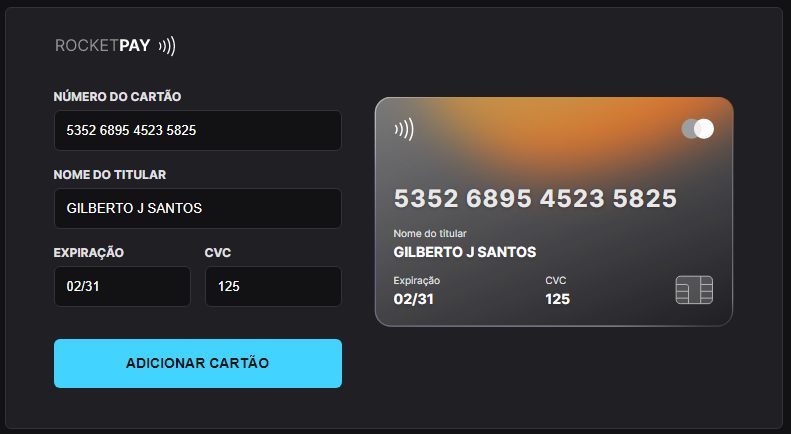 ROCKETPAY
NÚMERO DO CARTÃO
5352 6895 4523 5825
NOME DO TITULAR
GILBERTO J SANTOS
EXPIRAÇÃO CVC
02/31 125
ADICIONAR CARTÃO
5352 6895 4523 5825
Nome do titular
GILBERTO J SANTOS
Expiração CVC
02/31 125